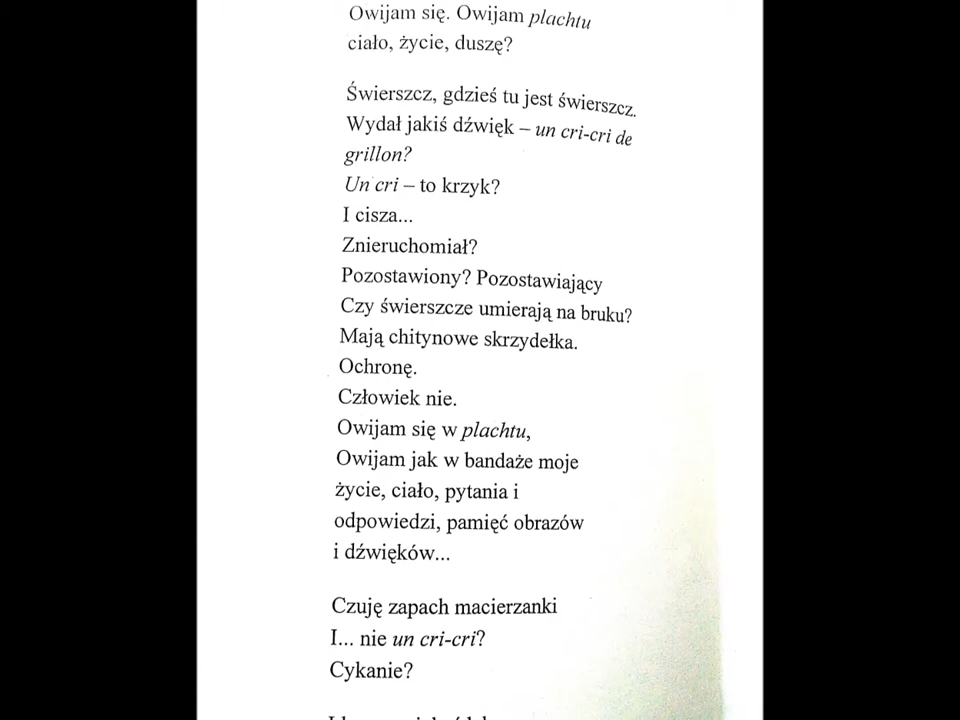 Owijam się. Owijam plachtu
ciało, życie, duszę?
Świerszcz, gdzieś tu jest świerszcz.
Wydał jakiś dźwięk – un cri-cri de
grillon?
Un cri – to krzyk?
I cisza...
Znieruchomiał?
Pozostawiony? Pozostawiający
Czy świerszcze umierają na bruku?
Mają chitynowe skrzydełka.
Ochronę.
Człowiek nie.
Owijam się w plachtu,
Owijam jak w bandaże moje
życie, ciało, pytania i
odpowiedzi, pamięć obrazów
i dźwięków...
Czuję zapach macierzanki
I... nie un cri-cri?
Cykanie?